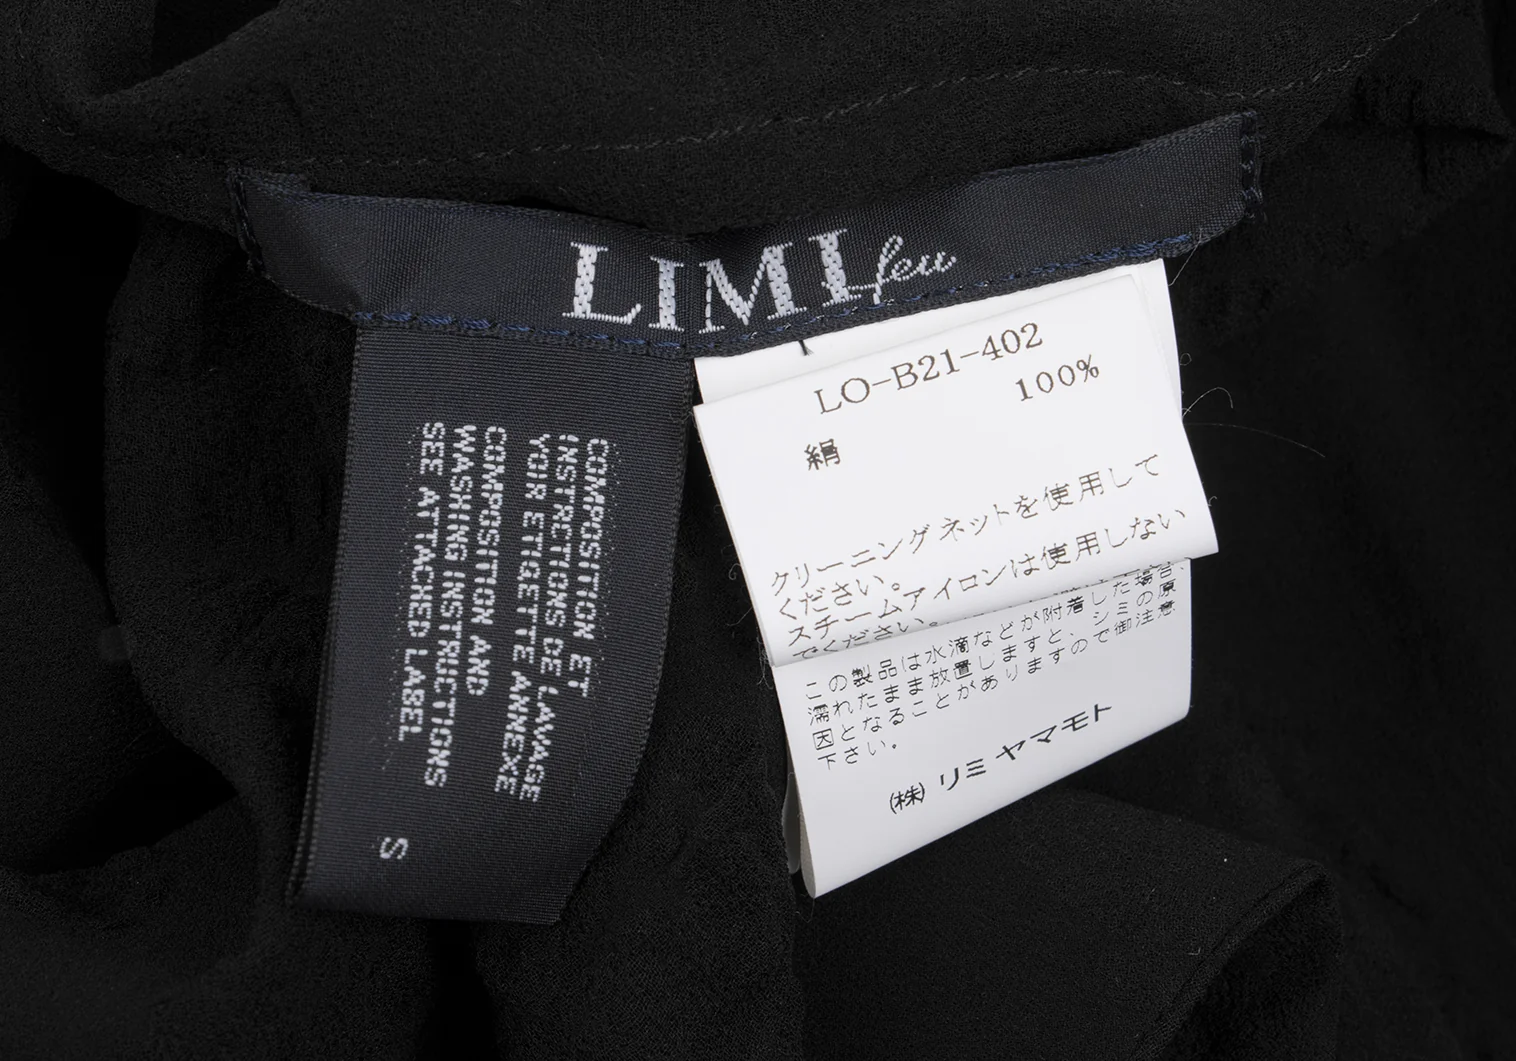 LIMI feu
COMPOSITION ET
INSTRCTIONS DE LAVAGE
VOIR ETIQETTE ANNEXE
COMPOSITION AND
WASHING INSTRUCTIONS
SEE ATTACHED LABEL
S
LO-B21-402
100%
絹
クリーニングネットを使用して
ください。
スチームアイロンは使用しない
でください。
この製品は水滴などが附着した場合、
濡れたまま放置しますと、シミの原
因となることがありますので御注意
下さい。
㈱ リミ ヤマモト